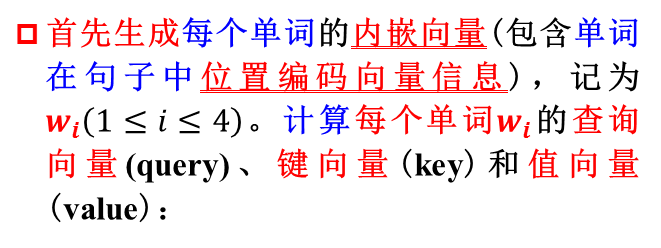 首先生成每个单词的内嵌向量(包含单词
在句子中位置编码向量信息)，记为
wᵢ(1 ≤ i ≤ 4)。计算每个单词wᵢ的查询
向量(query)、键向量(key)和值向量
(value)：